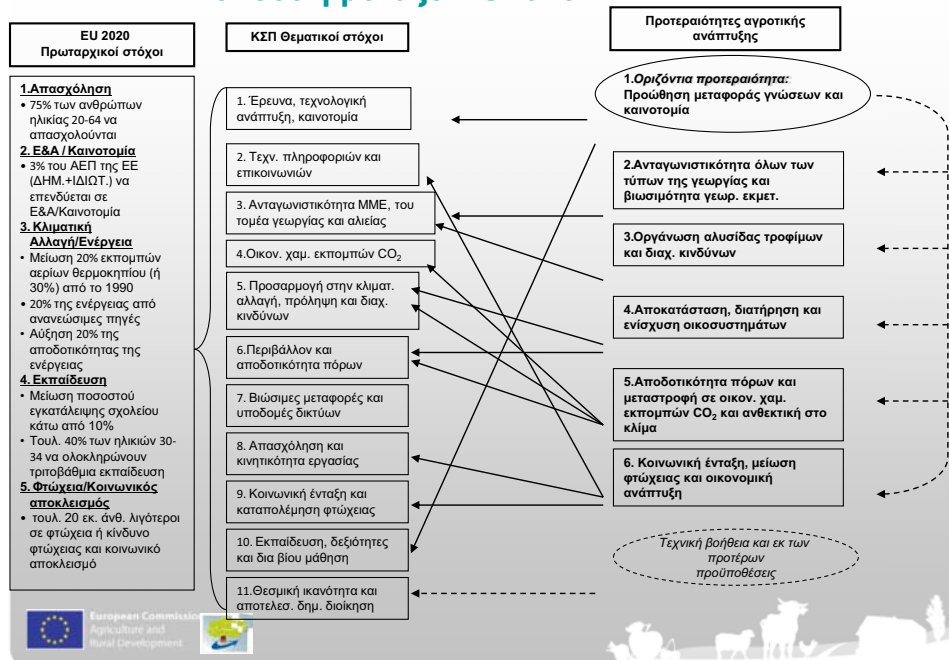 EU 2020
Πρωταρχικοί στόχοι
1.Απασχόληση
• 75% των ανθρώπων
ηλικίας 20-64 να
απασχολούνται
2. Ε&Α / Καινοτομία
• 3% του ΑΕΠ της ΕΕ
(ΔΗΜ.+ΙΔΙΩΤ.) να
επενδύεται σε
Ε&Α/Καινοτομία
3. Κλιματική
Αλλαγή/Ενέργεια
• Μείωση 20% εκπομπών
αερίων θερμοκηπίου (ή
30%) από το 1990
• 20% της ενέργειας από
ανανεώσιμες πηγές
• Αύξηση 20% της
αποδοτικότητας της
ενέργειας
4. Εκπαίδευση
• Μείωση ποσοστού
εγκατάλειψης σχολείου
κάτω από 10%
• Τουλ. 40% των ηλικιών 30-
34 να ολοκληρώνουν
τριτοβάθμια εκπαίδευση
5. Φτώχεια/Κοινωνικός
αποκλεισμός
• τουλ. 20 εκ. άνθ. λιγότεροι
σε φτώχεια ή κίνδυνο
φτώχειας και κοινωνικό
αποκλεισμό
ΚΣΠ Θεματικοί στόχοι
1. Έρευνα, τεχνολογική
ανάπτυξη, καινοτομία
2. Τεχν. πληροφοριών και
επικοινωνιών
3. Ανταγωνιστικότητα ΜΜΕ, του
τομέα γεωργίας και αλιείας
4.Οικον. χαμ. εκπομπών CO2
5. Προσαρμογή στην κλιματ.
αλλαγή, πρόληψη και διαχ.
κινδύνων
6.Περιβάλλον και
αποδοτικότητα πόρων
7. Βιώσιμες μεταφορές και
υποδομές δικτύων
8. Απασχόληση και
κινητικότητα εργασίας
9. Κοινωνική ένταξη και
καταπολέμηση φτώχειας
10. Εκπαίδευση, δεξιότητες
και δια βίου μάθηση
11.Θεσμική ικανότητα και
αποτελεσ. δημ. διοίκηση
Προτεραιότητες αγροτικής
ανάπτυξης
1.Οριζόντια προτεραιότητα:
Προώθηση μεταφοράς γνώσεων και
καινοτομία
2.Ανταγωνιστικότητα όλων των
τύπων της γεωργίας και
βιωσιμότητα γεωρ. εκμετ.
3.Οργάνωση αλυσίδας τροφίμων
και διαχ. κινδύνων
4.Αποκατάσταση, διατήρηση και
ενίσχυση οικοσυστημάτων
5.Αποδοτικότητα πόρων και
μεταστροφή σε οικον. χαμ.
εκπομπών CO2 και ανθεκτική στο
κλίμα
6. Κοινωνική ένταξη, μείωση
φτώχειας και οικονομική
ανάπτυξη
Τεχνική βοήθεια και εκ των
προτέρων
προϋποθέσεις
European Commission
Agriculture and
Rural Development